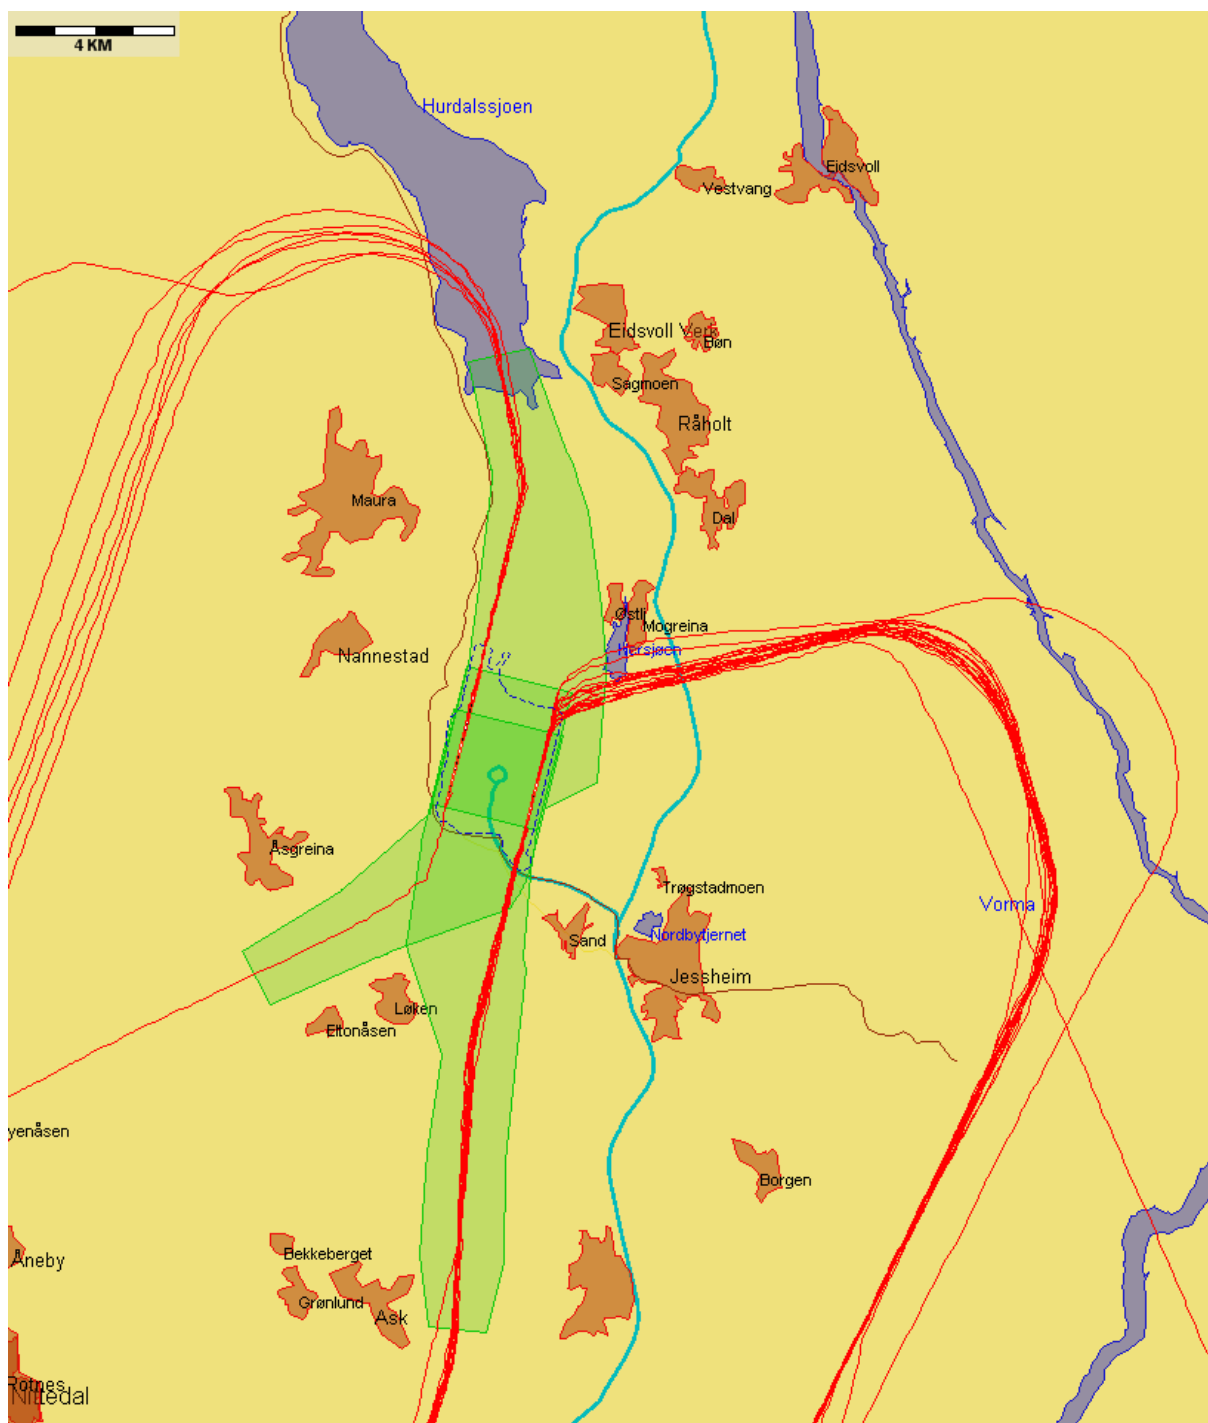 4 KM
Hurdalssjoen
Eidsvoll
Vestvang
Eidsvoll Verk
Bøn
Sagmoen
Råholt
Maura
Dal
Østli
Mogreina
Hersjøen
Nannestad
Åsgreina
Trøgstadmoen
Vorma
Sand
Nordbytjernet
Jessheim
Løken
Eltonåsen
yenåsen
Borgen
Bekkeberget
Åneby
Grønlund
Ask
Rotnes
Nittedal